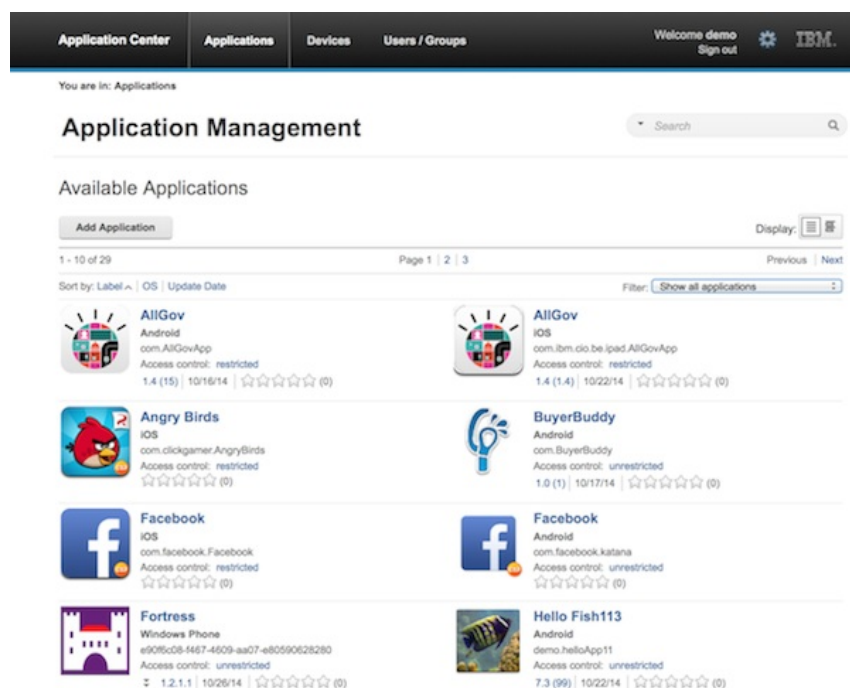 Application Center Applications Devices Users / Groups Welcome demo IBM.
Sign out
You are in: Applications
Application Management Search
Available Applications
Add Application Display:
1 - 10 of 29 Page 1 | 2 | 3 Previous | Next
Sort by: Label | OS | Update Date Filter: Show all applications
AllGov
Android
com.AllGovApp
Access control: restricted
1.4 (15) | 10/16/14 | (0)
AllGov
iOS
com.ibm.cio.be.ipad.AllGovApp
Access control: restricted
1.4 (1.4) | 10/22/14 | (0)
Angry Birds
iOS
com.clickgamer.AngryBirds
Access control: restricted
(0)
BuyerBuddy
Android
com.BuyerBuddy
Access control: unrestricted
1.0 (1) | 10/17/14 | (0)
Facebook
iOS
com.facebook.Facebook
Access control: restricted
(0)
Facebook
Android
com.facebook.katana
Access control: unrestricted
(0)
Fortress
Windows Phone
e90f6c08-f467-4609-aa07-e80590628280
Access control: unrestricted
1.2.1.1 | 10/26/14 | (0)
Hello Fish113
Android
demo.helloApp11
Access control: unrestricted
7.3 (99) | 10/22/14 | (0)